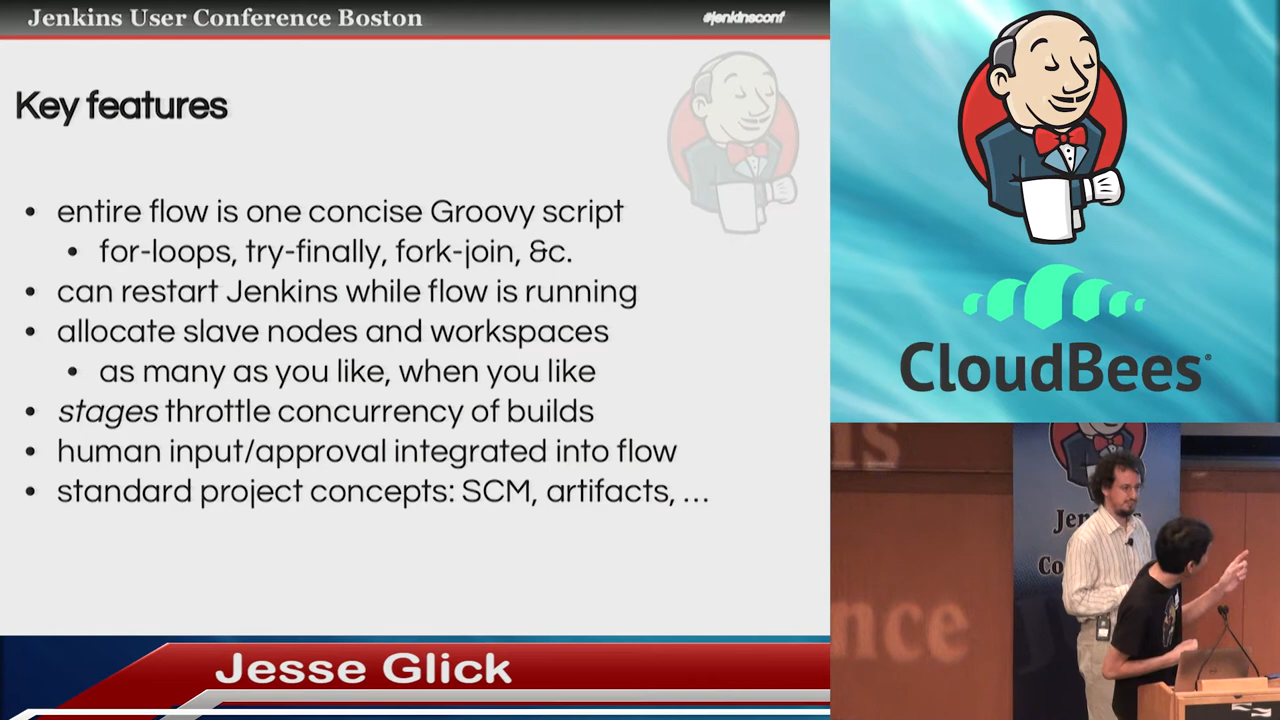 Jenkins User Conference Boston
#jenkinsconf
Key features
• entire flow is one concise Groovy script
• for-loops, try-finally, fork-join, &c.
• can restart Jenkins while flow is running
• allocate slave nodes and workspaces
• as many as you like, when you like
• stages throttle concurrency of builds
• human input/approval integrated into flow
• standard project concepts: SCM, artifacts, …
Jesse Glick
CloudBees